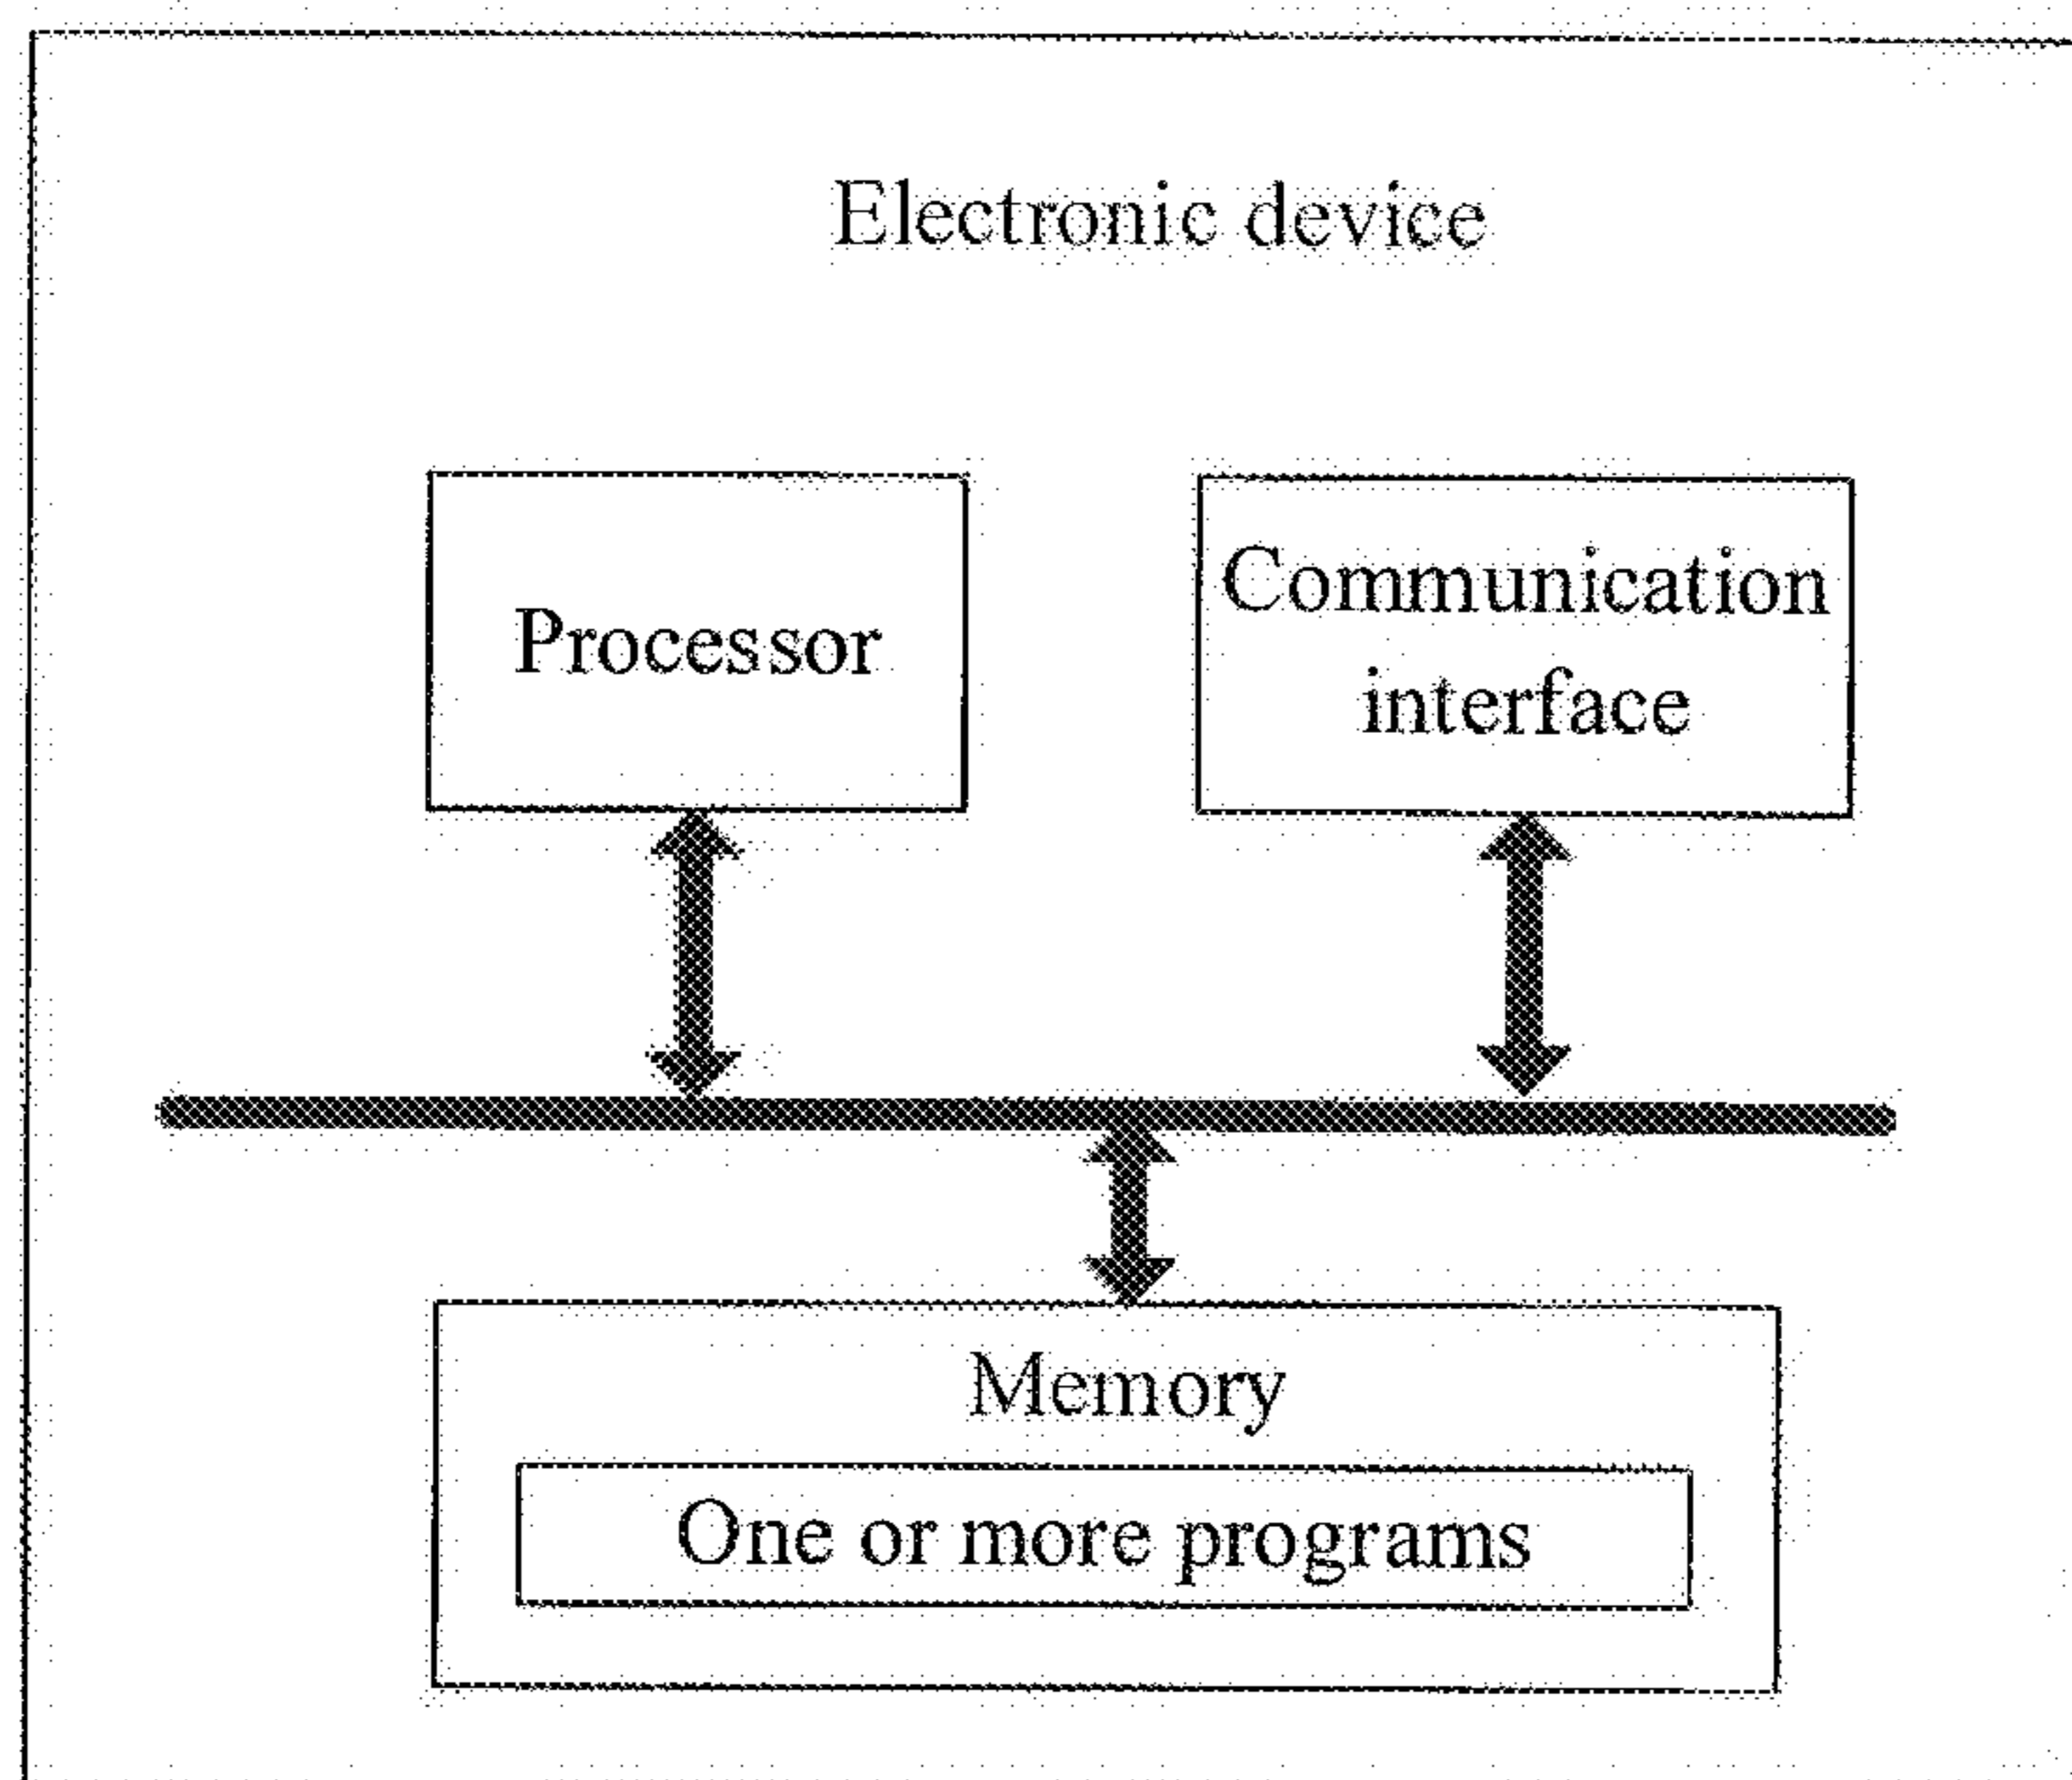 Electronic device
Processor
Communication
interface
Memory
One or more programs